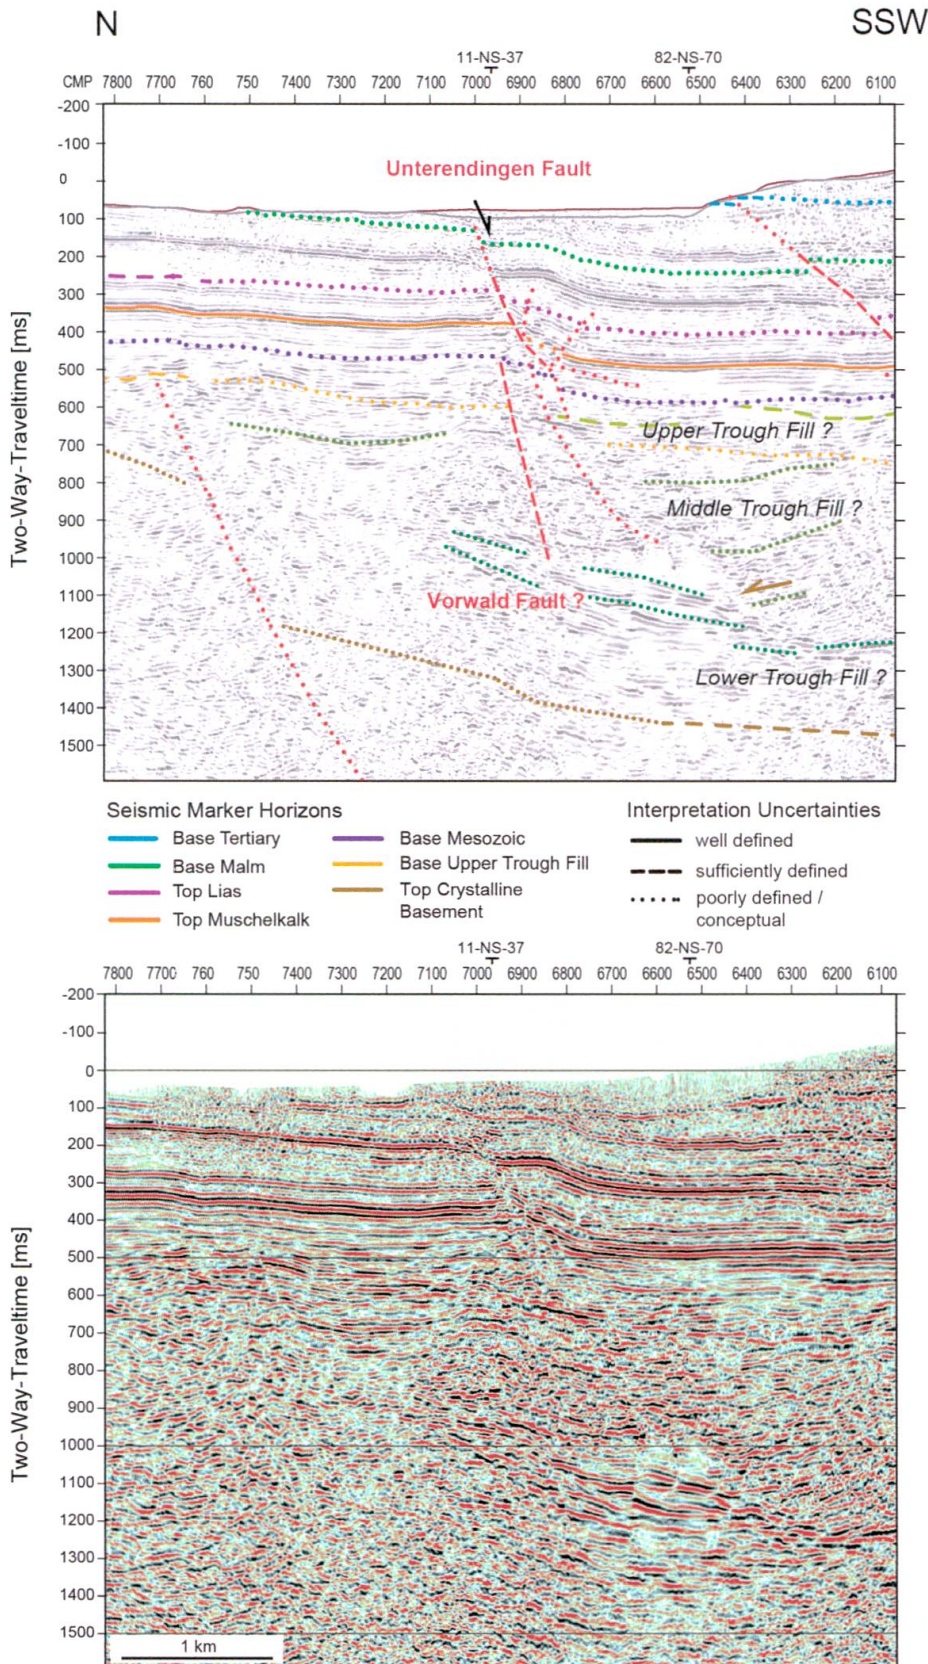 N SSW
11-NS-37 82-NS-70
CMP 7800 7700 760 750 7400 7300 7200 7100 7000 6900 6800 6700 6600 6500 6400 6300 6200 6100
-200
-100
0
100
200
300
400
500
600
700
800
900
1000
1100
1200
1300
1400
1500
Two-Way-Traveltime [ms]
Unterendingen Fault
Upper Trough Fill ?
Middle Trough Fill ?
Vorwald Fault ?
Lower Trough Fill ?
Seismic Marker Horizons
Base Tertiary
Base Malm
Top Lias
Top Muschelkalk
Base Mesozoic
Base Upper Trough Fill
Top Crystalline
Basement
Interpretation Uncertainties
well defined
sufficiently defined
poorly defined /
conceptual
11-NS-37 82-NS-70
7800 7700 760 750 7400 7300 7200 7100 7000 6900 6800 6700 6600 6500 6400 6300 6200 6100
-200
-100
0
100
200
300
400
500
600
700
800
900
1000
1100
1200
1300
1400
1500
Two-Way-Traveltime [ms]
1 km